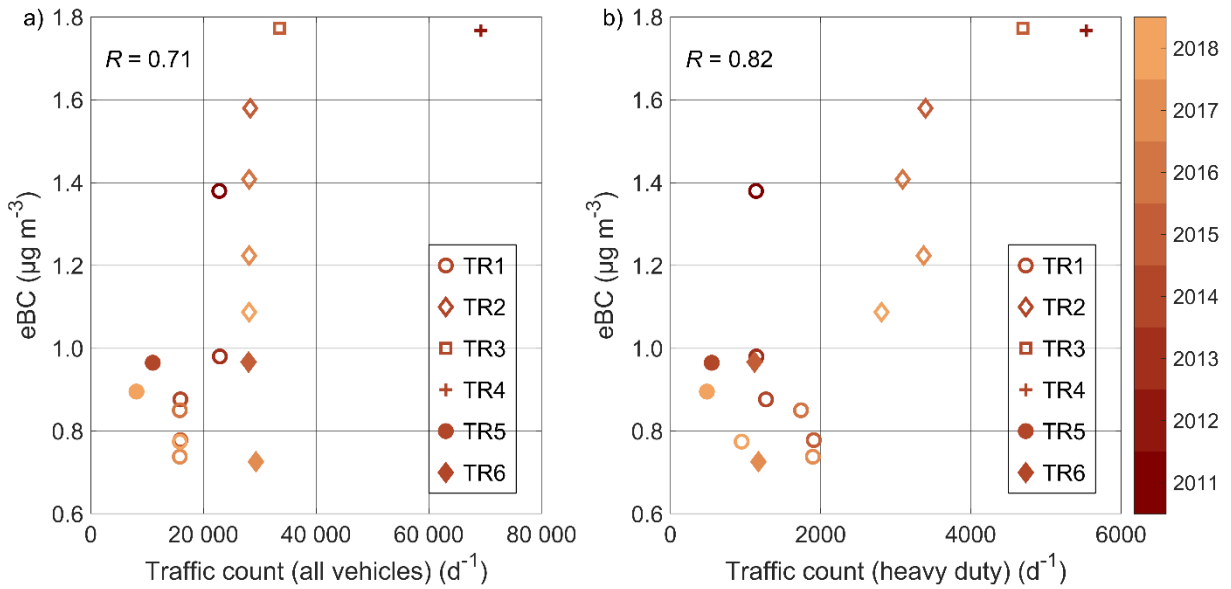 a)
R = 0.71
eBC (µg m⁻³)
1.8
1.6
1.4
1.2
1.0
0.8
0.6
0
20 000
40 000
60 000
80 000
Traffic count (all vehicles) (d⁻¹)
TR1
TR2
TR3
TR4
TR5
TR6
b)
R = 0.82
eBC (µg m⁻³)
1.8
1.6
1.4
1.2
1.0
0.8
0.6
0
2000
4000
6000
Traffic count (heavy duty) (d⁻¹)
TR1
TR2
TR3
TR4
TR5
TR6
2018
2017
2016
2015
2014
2013
2012
2011